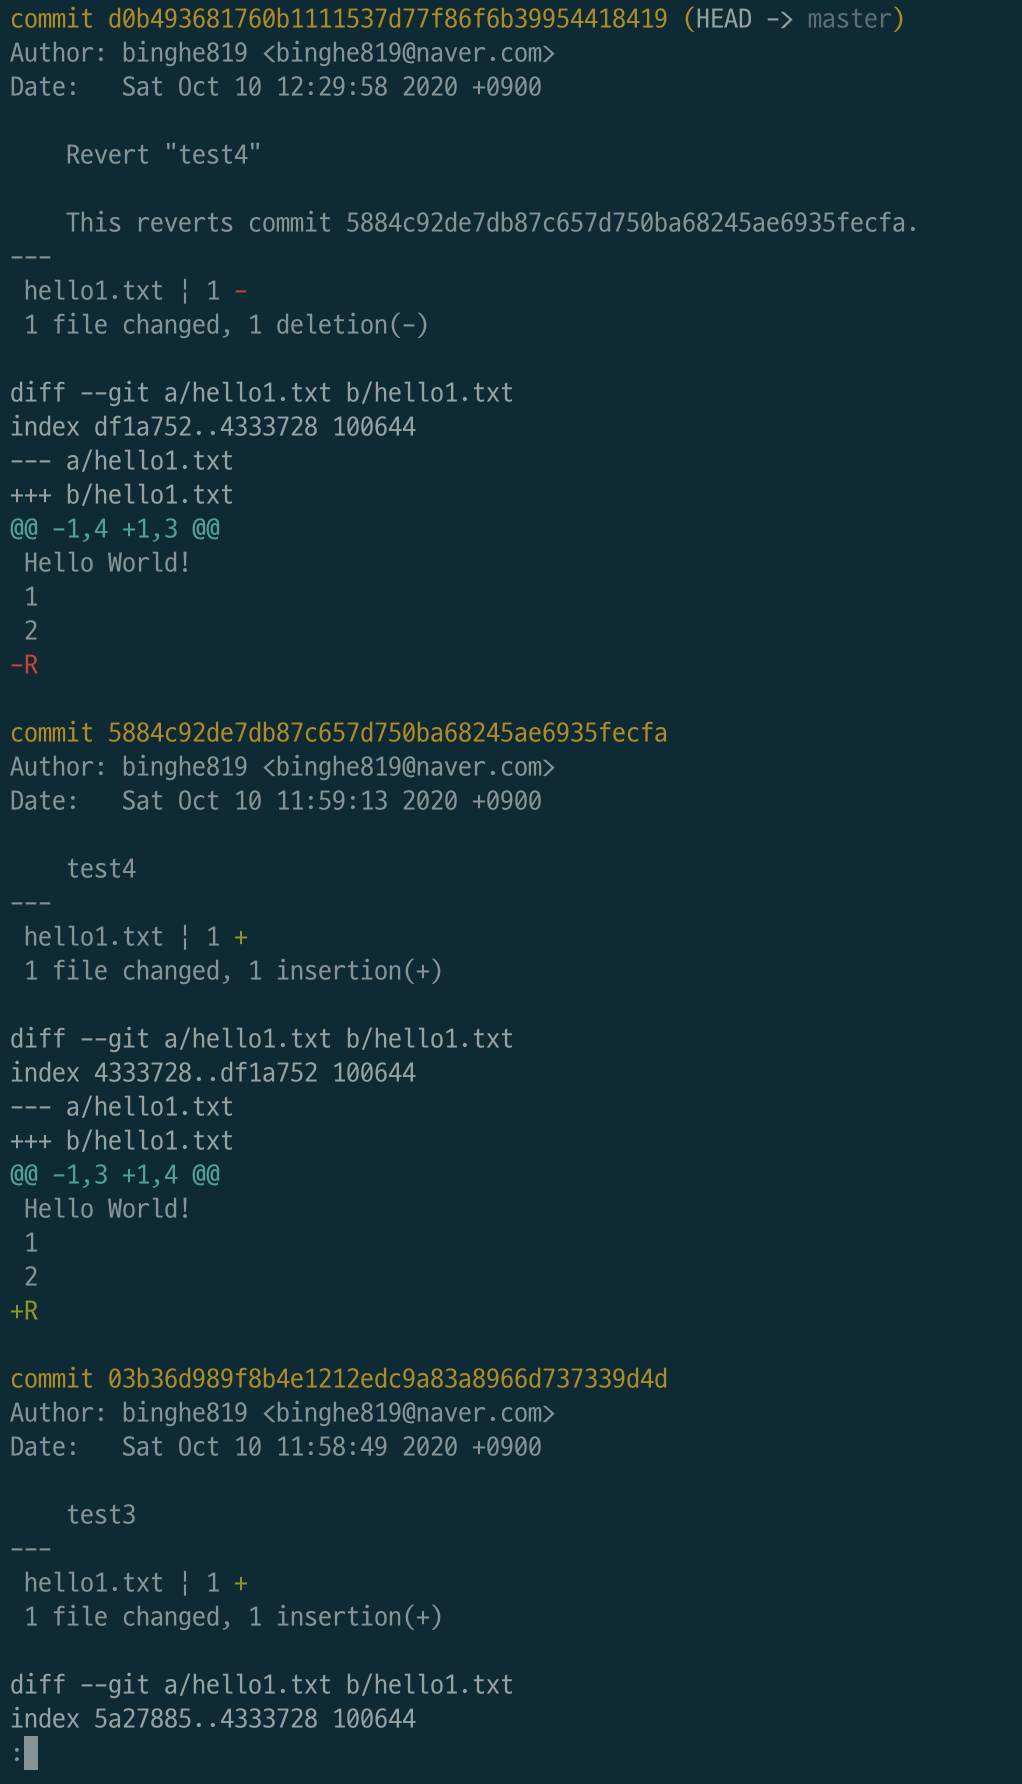 commit d0b493681760b1111537d77f86f6b39954418419 (HEAD -> master)
Author: binghe819 <binghe819@naver.com>
Date:   Sat Oct 10 12:29:58 2020 +0900

    Revert "test4"

    This reverts commit 5884c92de7db87c657d750ba68245ae6935fecfa.
---
 hello1.txt ¦ 1 -
 1 file changed, 1 deletion(-)

diff --git a/hello1.txt b/hello1.txt
index df1a752..4333728 100644
--- a/hello1.txt
+++ b/hello1.txt
@@ -1,4 +1,3 @@
 Hello World!
 1
 2
-R

commit 5884c92de7db87c657d750ba68245ae6935fecfa
Author: binghe819 <binghe819@naver.com>
Date:   Sat Oct 10 11:59:13 2020 +0900

    test4
---
 hello1.txt ¦ 1 +
 1 file changed, 1 insertion(+)

diff --git a/hello1.txt b/hello1.txt
index 4333728..df1a752 100644
--- a/hello1.txt
+++ b/hello1.txt
@@ -1,3 +1,4 @@
 Hello World!
 1
 2
+R

commit 03b36d989f8b4e1212edc9a83a8966d737339d4d
Author: binghe819 <binghe819@naver.com>
Date:   Sat Oct 10 11:58:49 2020 +0900

    test3
---
 hello1.txt ¦ 1 +
 1 file changed, 1 insertion(+)

diff --git a/hello1.txt b/hello1.txt
index 5a27885..4333728 100644
: